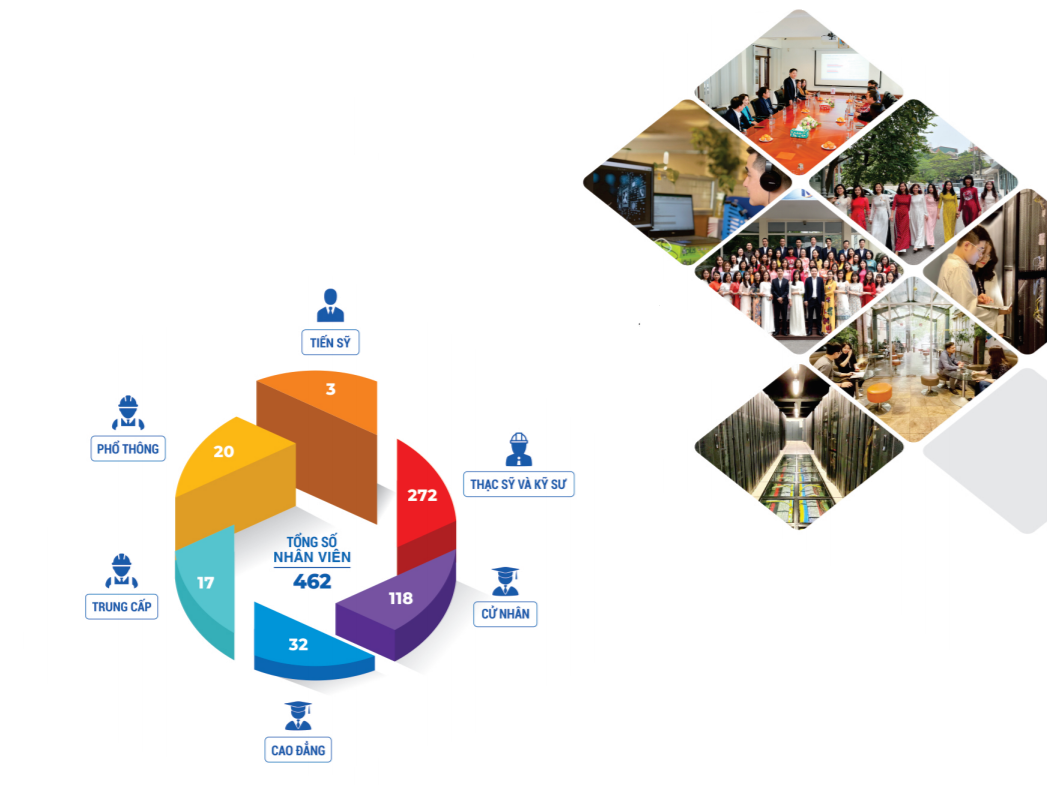 TIẾN SỸ
3
PHỔ THÔNG
20
THẠC SỸ VÀ KỸ SƯ
272
TỔNG SỐ
NHÂN VIÊN
462
TRUNG CẤP
17
CỬ NHÂN
118
32
CAO ĐẲNG